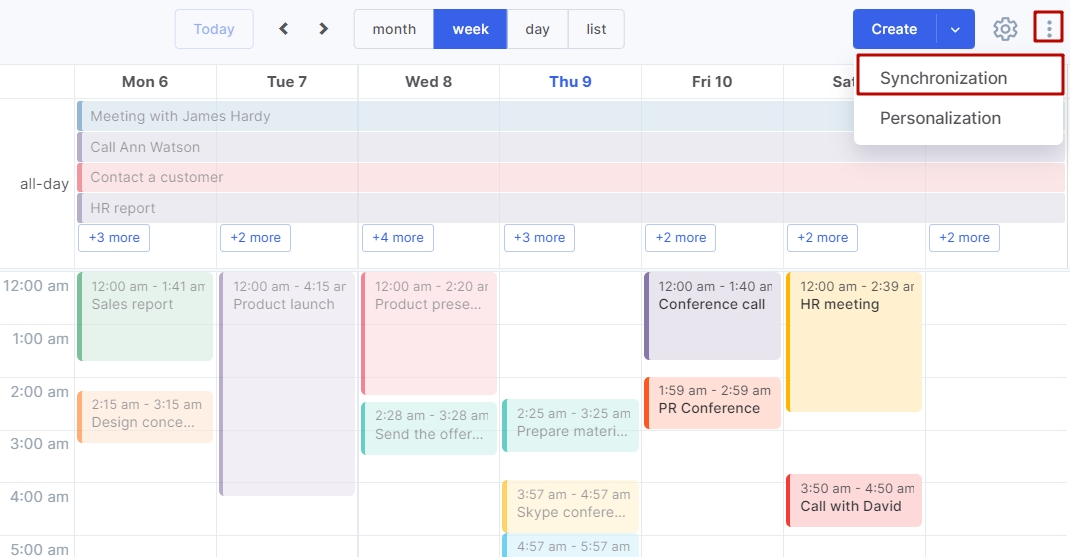 Today
month
week
day
list
Create
Synchronization
Personalization
Mon 6
Tue 7
Wed 8
Thu 9
Fri 10
Sat
all-day
Meeting with James Hardy
Call Ann Watson
Contact a customer
HR report
+3 more
+2 more
+4 more
+3 more
+2 more
+2 more
+2 more
12:00 am
1:00 am
2:00 am
3:00 am
4:00 am
5:00 am
12:00 am - 1:41 am
Sales report
2:15 am - 3:15 am
Design conce...
12:00 am - 4:15 ar
Product launch
12:00 am - 2:20 ar
Product prese...
2:28 am - 3:28 am
Send the offer...
2:25 am - 3:25 am
Prepare materi...
3:57 am - 4:57 am
Skype confere...
4:57 am - 5:57 am
12:00 am - 1:40 ar
Conference call
1:59 am - 2:59 am
PR Conference
12:00 am - 2:39 ar
HR meeting
3:50 am - 4:50 am
Call with David